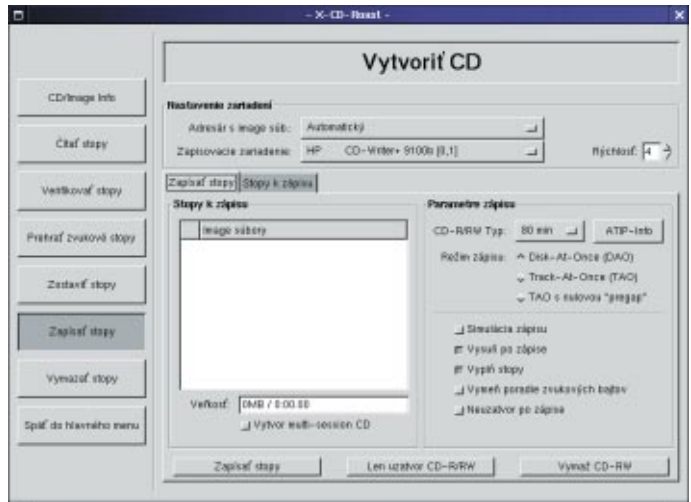 - X-CD-Roast -
Vytvoriť CD
CD/Image Info
Čítať stopy
Verifikovať stopy
Prehrať zvukové stopy
Zostaviť stopy
Zapísať stopy
Vymazať stopy
Späť do hlavného menu
Nastavenie zariadení
Adresár s image súb.: Automatický
Zapisovacie zariadenie: HP CD-Writer+ 9100b [0,1] Rýchlosť: 4
Zapísať stopy Stopy k zápisu
Stopy k zápisu
Image súbory
Veľkosť: 0MB / 0:00.00
Vytvor multi-session CD
Parametre zápisu
CD-R/RW Typ: 80 min ATIP-Info
Režim zápisu: Disk-At-Once (DAO)
Track-At-Once (TAO)
TAO s nulovou "pregap"
Simulácia zápisu
Vysuň po zápise
Vyplň stopy
Vymeň poradie zvukových bajtov
Neuzatvor po zápise
Zapísať stopy Len uzatvor CD-R/RW Vymaž CD-RW